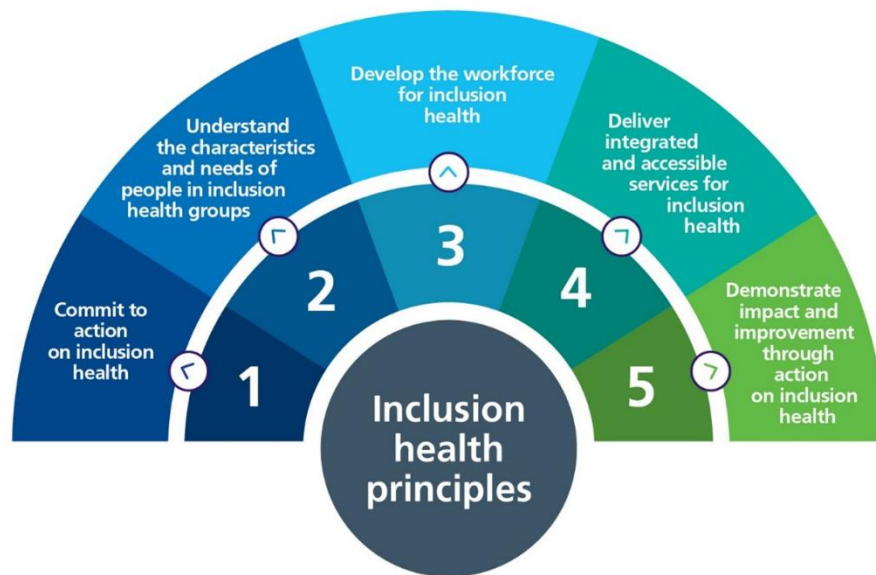 1
Commit to
action
on inclusion
health
2
Understand
the characteristics
and needs of
people in inclusion
health groups
3
Develop the workforce
for inclusion
health
4
Deliver
integrated
and accessible
services for
inclusion
health
5
Demonstrate
impact and
improvement
through
action
on inclusion
health
Inclusion
health
principles